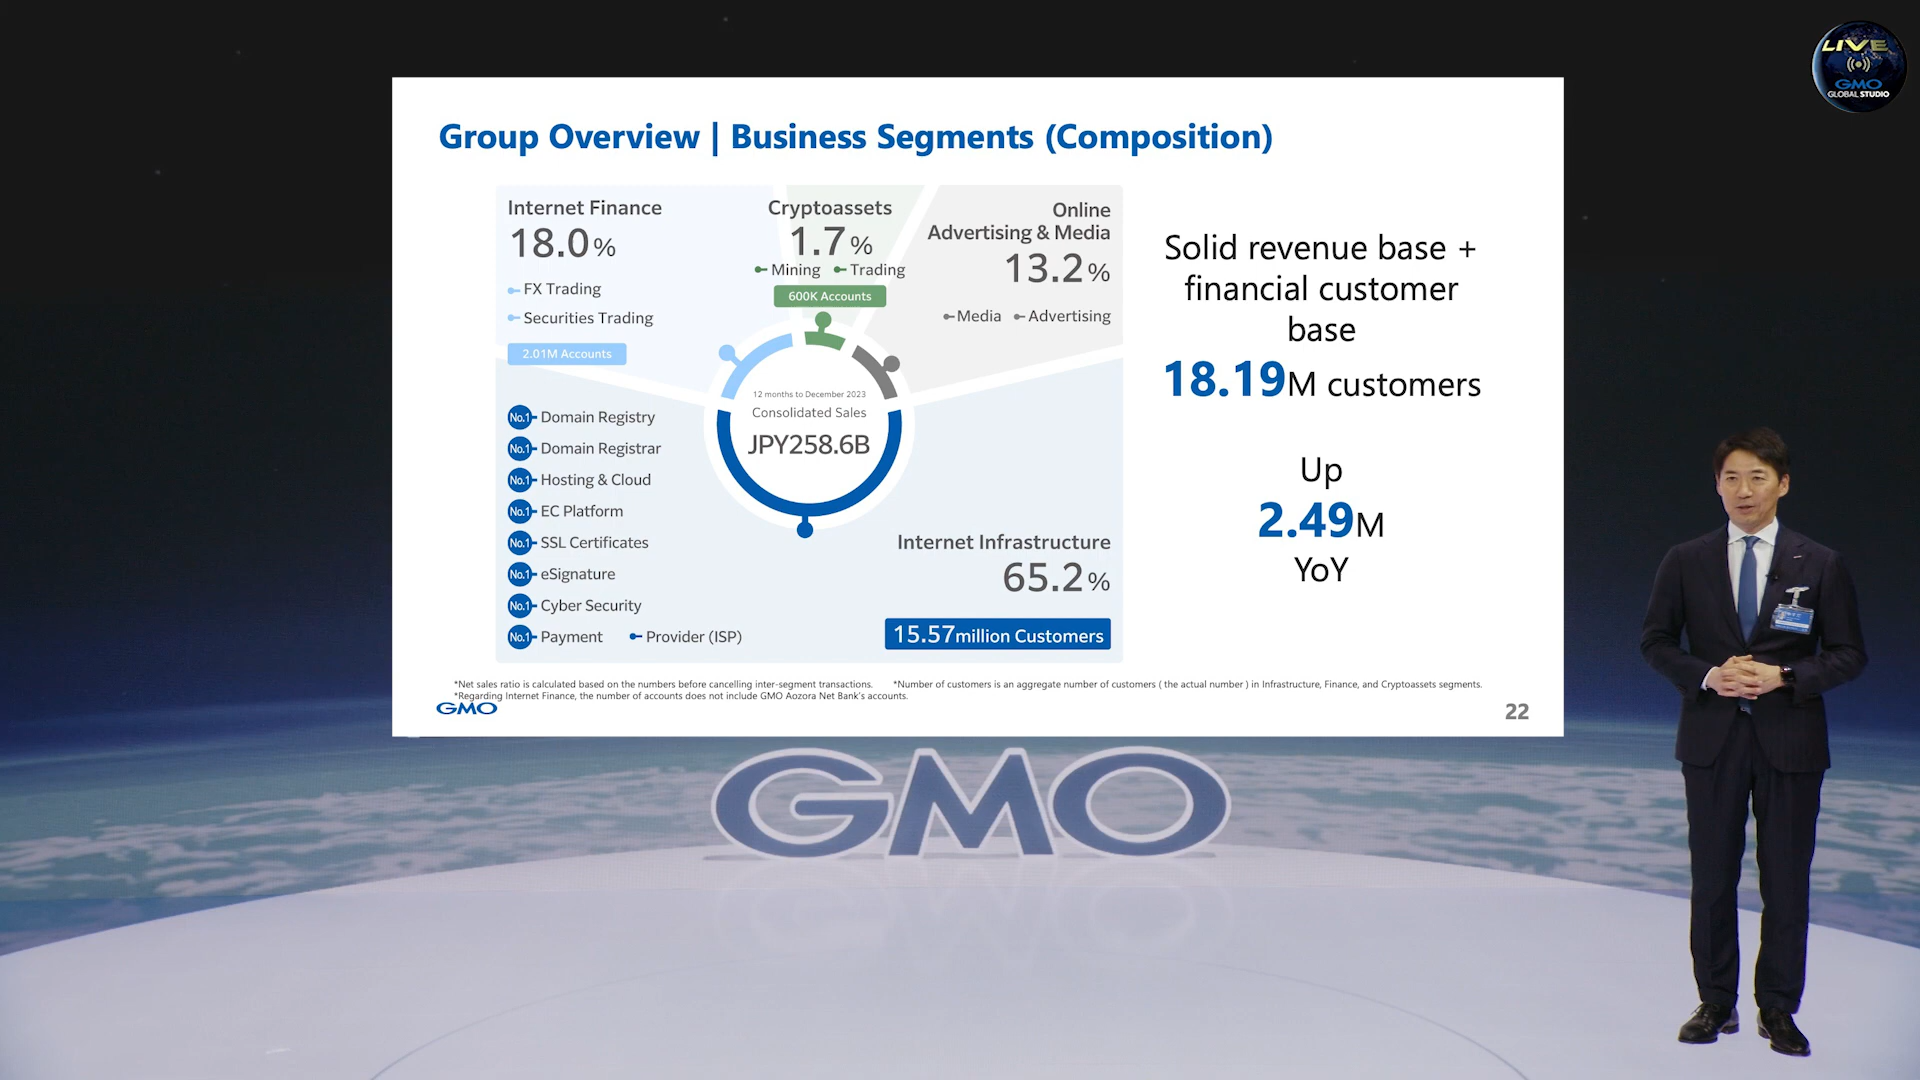 LIVE
GMO
GLOBAL STUDIO
Group Overview | Business Segments (Composition)
Internet Finance
18.0%
FX Trading
Securities Trading
2.01M Accounts
Cryptoassets
1.7%
Mining Trading
600K Accounts
Online
Advertising & Media
13.2%
Media Advertising
12 months to December 2023
Consolidated Sales
JPY258.6B
No.1 Domain Registry
No.1 Domain Registrar
No.1 Hosting & Cloud
No.1 EC Platform
No.1 SSL Certificates
No.1 eSignature
No.1 Cyber Security
No.1 Payment Provider (ISP)
Internet Infrastructure
65.2%
15.57million Customers
Solid revenue base +
financial customer
base
18.19M customers
Up
2.49M
YoY
*Net sales ratio is calculated based on the numbers before cancelling inter-segment transactions. *Number of customers is an aggregate number of customers ( the actual number ) in Infrastructure, Finance, and Cryptoassets segments.
*Regarding Internet Finance, the number of accounts does not include GMO Aozora Net Bank's accounts.
GMO
22
GMO